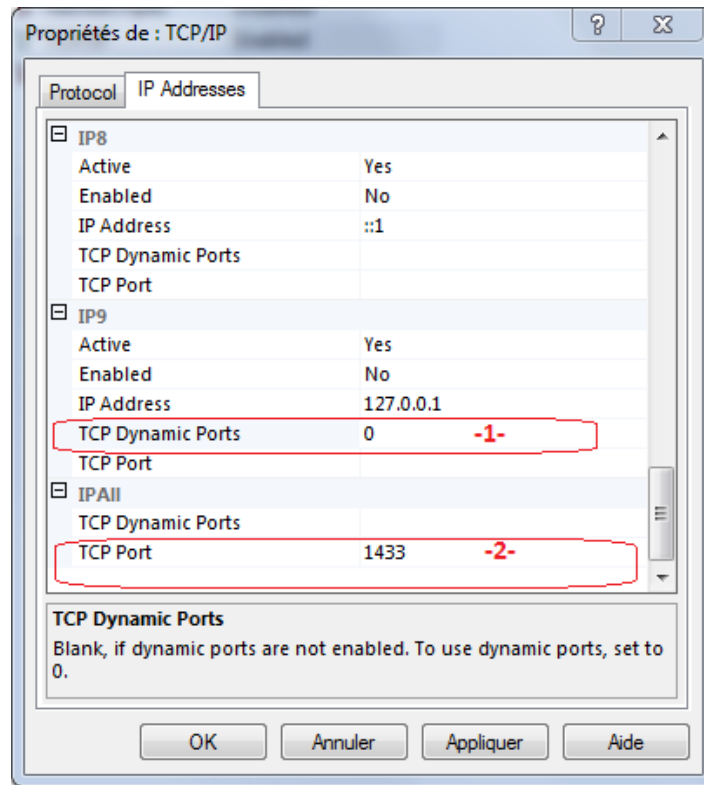 Propriétés de : TCP/IP
Protocol IP Addresses
IP8
Active Yes
Enabled No
IP Address ::1
TCP Dynamic Ports
TCP Port
IP9
Active Yes
Enabled No
IP Address 127.0.0.1
TCP Dynamic Ports 0 -1-
TCP Port
IPAll
TCP Dynamic Ports
TCP Port 1433 -2-
TCP Dynamic Ports
Blank, if dynamic ports are not enabled. To use dynamic ports, set to
0.
OK Annuler Appliquer Aide